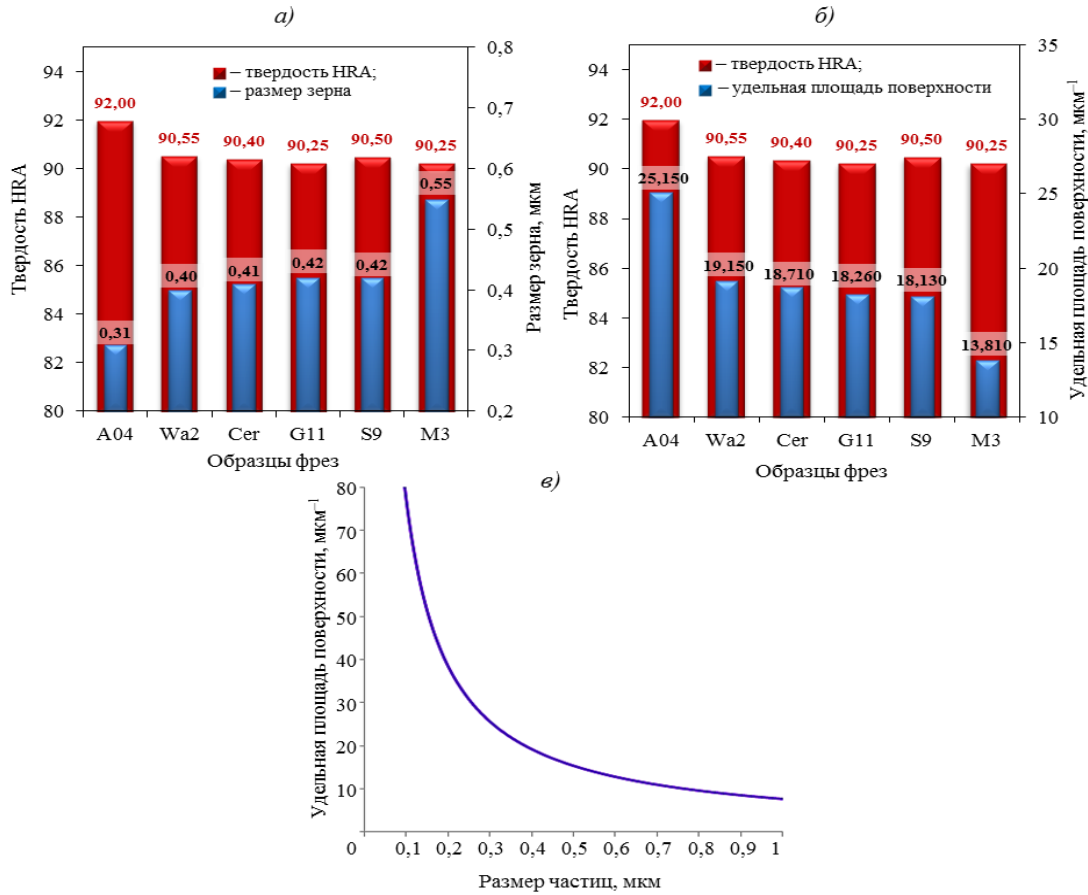 а)
0,8
94
– твердость HRA;
– размер зерна
92,00
0,7
92
90,55
90,40
90,25
90,50
90,25
90
0,6
0,55
Твердость HRA
88
0,5
Размер зерна, мкм
86
0,40
0,41
0,42
0,42
0,4
84
0,31
0,3
82
80
0,2
A04
Wa2
Cer
G11
S9
M3
Образцы фрез
б)
35
94
– твердость HRA;
– удельная площадь поверхности
92,00
30
92
90,55
90,40
90,25
90,50
90,25
90
25,150
25
Твердость HRA
88
Удельная площадь поверхности, мкм–1
86
19,150
18,710
18,260
18,130
20
84
13,810
15
82
80
10
A04
Wa2
Cer
G11
S9
M3
Образцы фрез
в)
80
70
60
50
40
30
20
10
Удельная площадь поверхности, мкм–1
0
0,1
0,2
0,3
0,4
0,5
0,6
0,7
0,8
0,9
1
Размер частиц, мкм